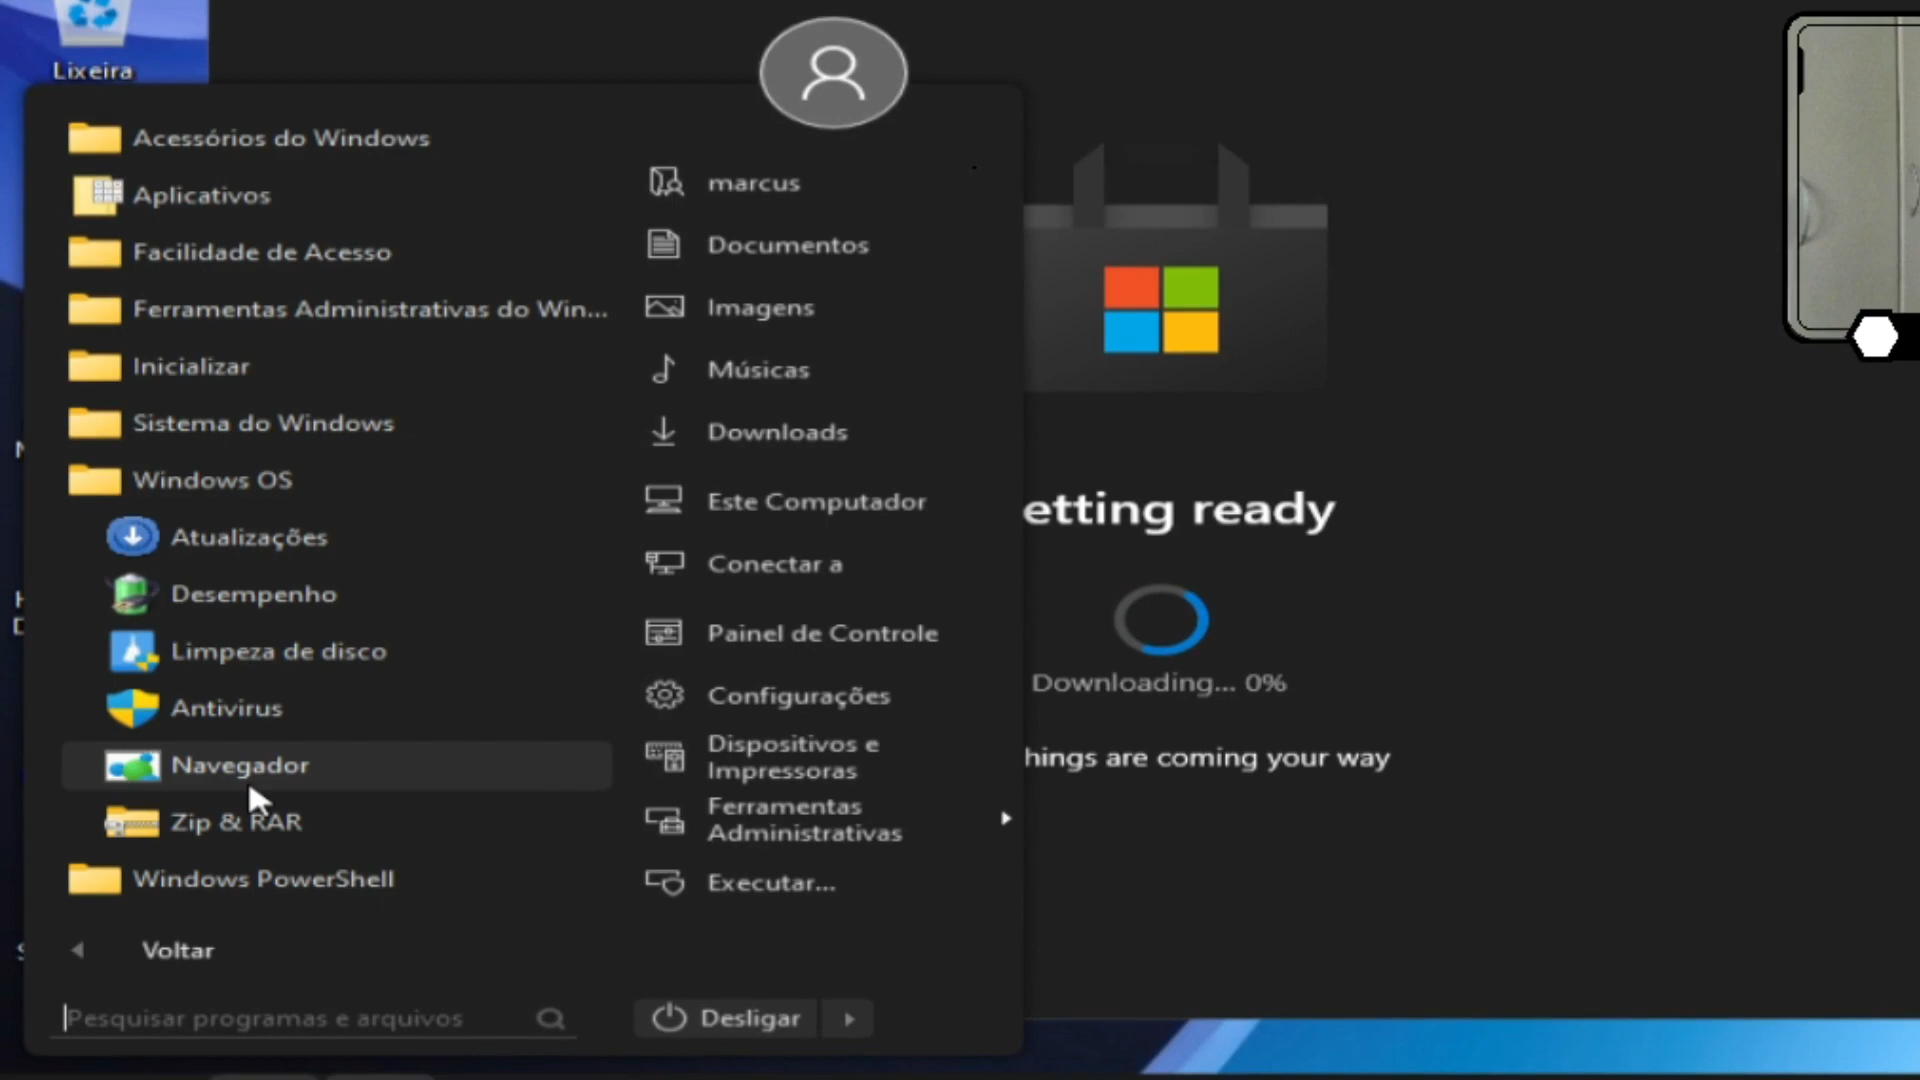 Lixeira
Acessórios do Windows
Aplicativos
Facilidade de Acesso
Ferramentas Administrativas do Win...
Inicializar
Sistema do Windows
Windows OS
Atualizações
Desempenho
Limpeza de disco
Antivirus
Navegador
Zip & RAR
Windows PowerShell
Voltar
Pesquisar programas e arquivos
marcus
Documentos
Imagens
Músicas
Downloads
Este Computador
Conectar a
Painel de Controle
Configurações
Dispositivos e
Impressoras
Ferramentas
Administrativas
Executar...
Desligar
etting ready
Downloading... 0%
hings are coming your way